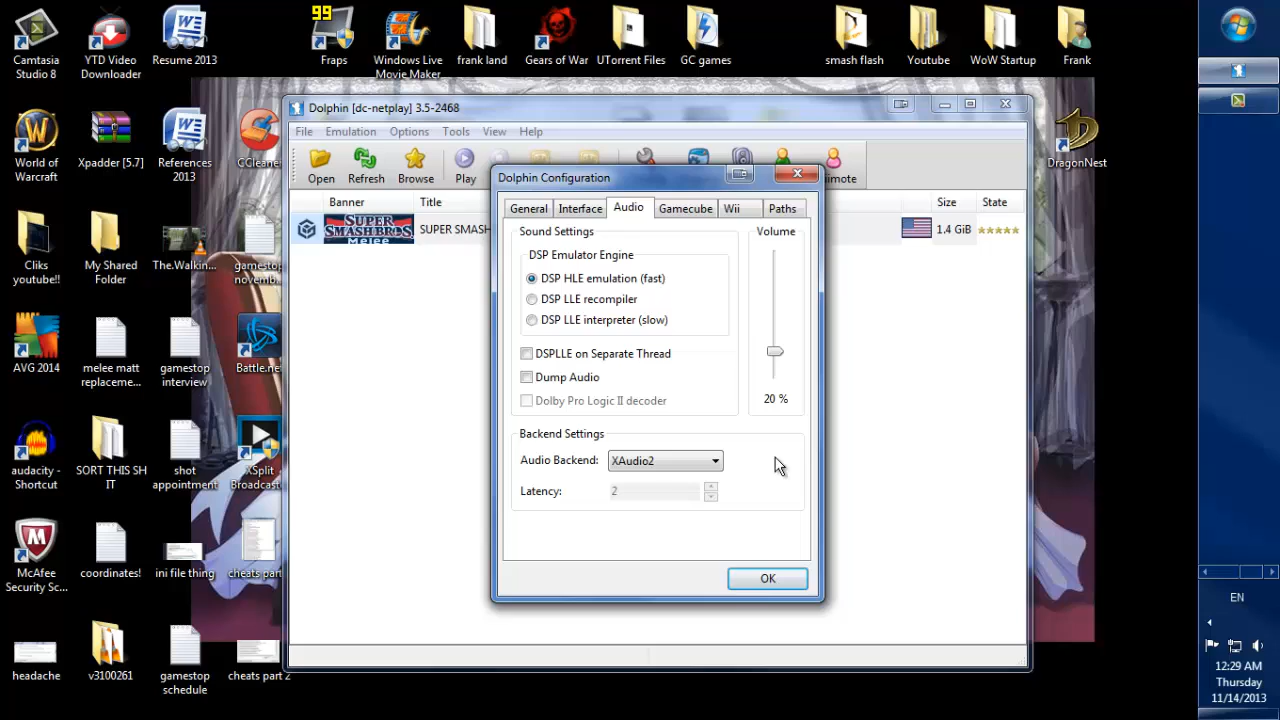 99
Camtasia
Studio 8
YTD Video
Downloader
Resume 2013
Fraps
Windows Live
Movie Maker
frank land
Gears of War
UTorrent Files
GC games
smash flash
Youtube
WoW Startup
Frank
World of
Warcraft
Xpadder [5.7]
References
2013
CCleaner
DragonNest
Cliks
youtube!!
My Shared
Folder
The.Walkin...
gamestop
novemb...
AVG 2014
melee matt
replaceme...
gamestop
interview
Battle.net
audacity -
Shortcut
SORT THIS SH
IT
shot
appointment
XSplit
Broadcast
McAfee
Security Sc...
coordinates!
ini file thing
cheats part
headache
v3100261
gamestop
schedule
cheats part 2
Dolphin [dc-netplay] 3.5-2468
File Emulation Options Tools View Help
Open Refresh Browse Play
Banner Title Size State
SUPER SMASH BROS.
Melee
SUPER SMASH
1.4 GiB
Dolphin Configuration
General Interface Audio Gamecube Wii Paths
Sound Settings
Volume
DSP Emulator Engine
DSP HLE emulation (fast)
DSP LLE recompiler
DSP LLE interpreter (slow)
DSPLLE on Separate Thread
Dump Audio
Dolby Pro Logic II decoder
20 %
Backend Settings
Audio Backend: XAudio2
Latency: 2
OK
EN
12:29 AM
Thursday
11/14/2013